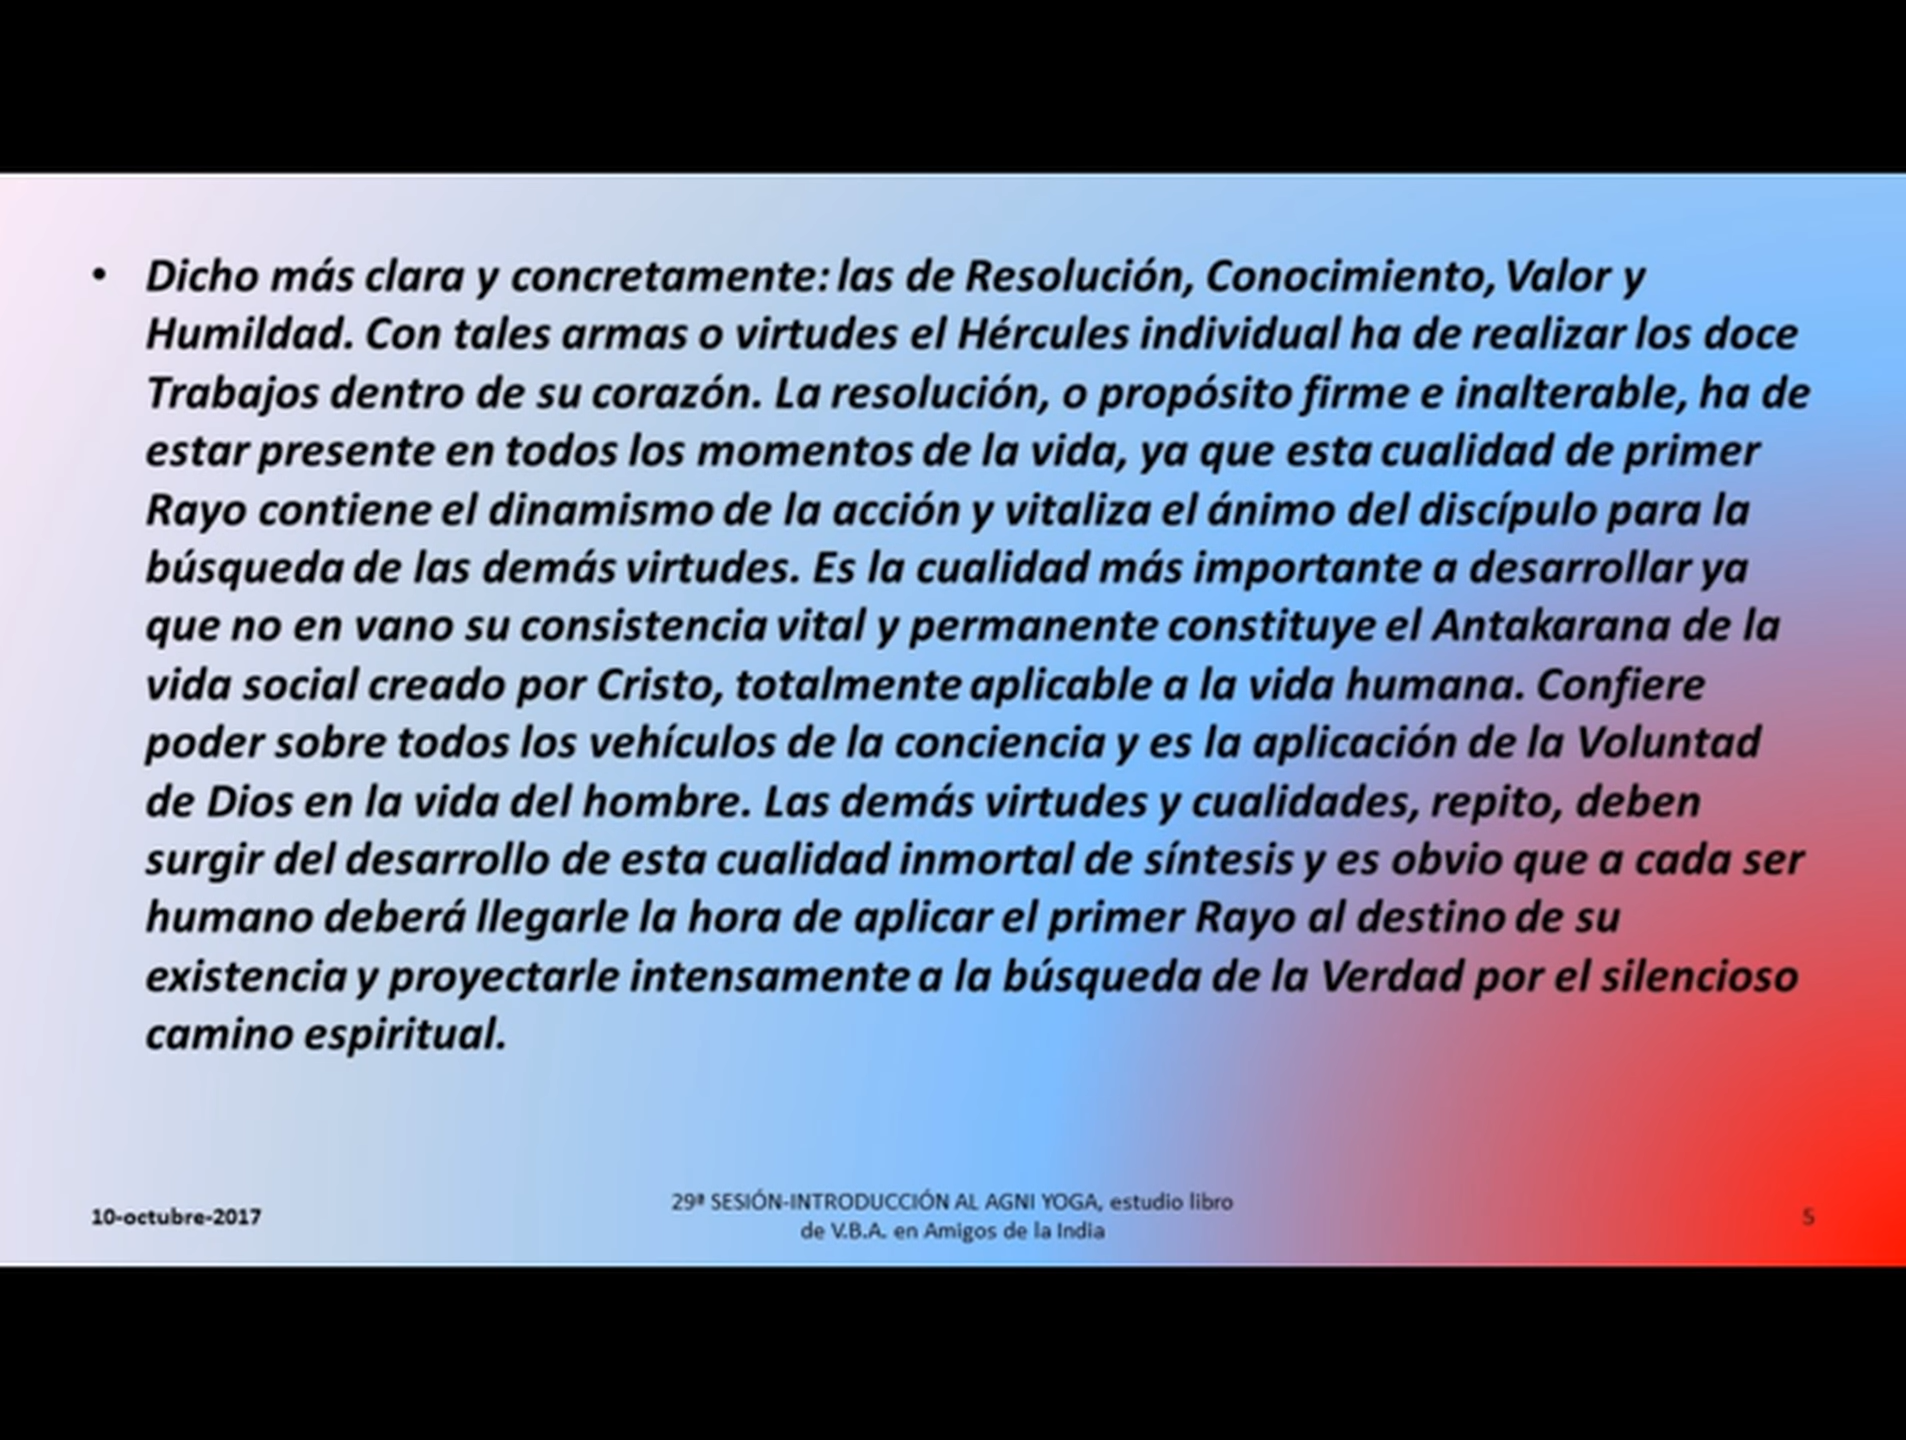 • Dicho más clara y concretamente: las de Resolución, Conocimiento, Valor y
Humildad. Con tales armas o virtudes el Hércules individual ha de realizar los doce
Trabajos dentro de su corazón. La resolución, o propósito firme e inalterable, ha de
estar presente en todos los momentos de la vida, ya que esta cualidad de primer
Rayo contiene el dinamismo de la acción y vitaliza el ánimo del discípulo para la
búsqueda de las demás virtudes. Es la cualidad más importante a desarrollar ya
que no en vano su consistencia vital y permanente constituye el Antakarana de la
vida social creado por Cristo, totalmente aplicable a la vida humana. Confiere
poder sobre todos los vehículos de la conciencia y es la aplicación de la Voluntad
de Dios en la vida del hombre. Las demás virtudes y cualidades, repito, deben
surgir del desarrollo de esta cualidad inmortal de síntesis y es obvio que a cada ser
humano deberá llegarle la hora de aplicar el primer Rayo al destino de su
existencia y proyectarle intensamente a la búsqueda de la Verdad por el silencioso
camino espiritual.
10-octubre-2017
29ª SESIÓN-INTRODUCCIÓN AL AGNI YOGA, estudio libro
de V.B.A. en Amigos de la India
5